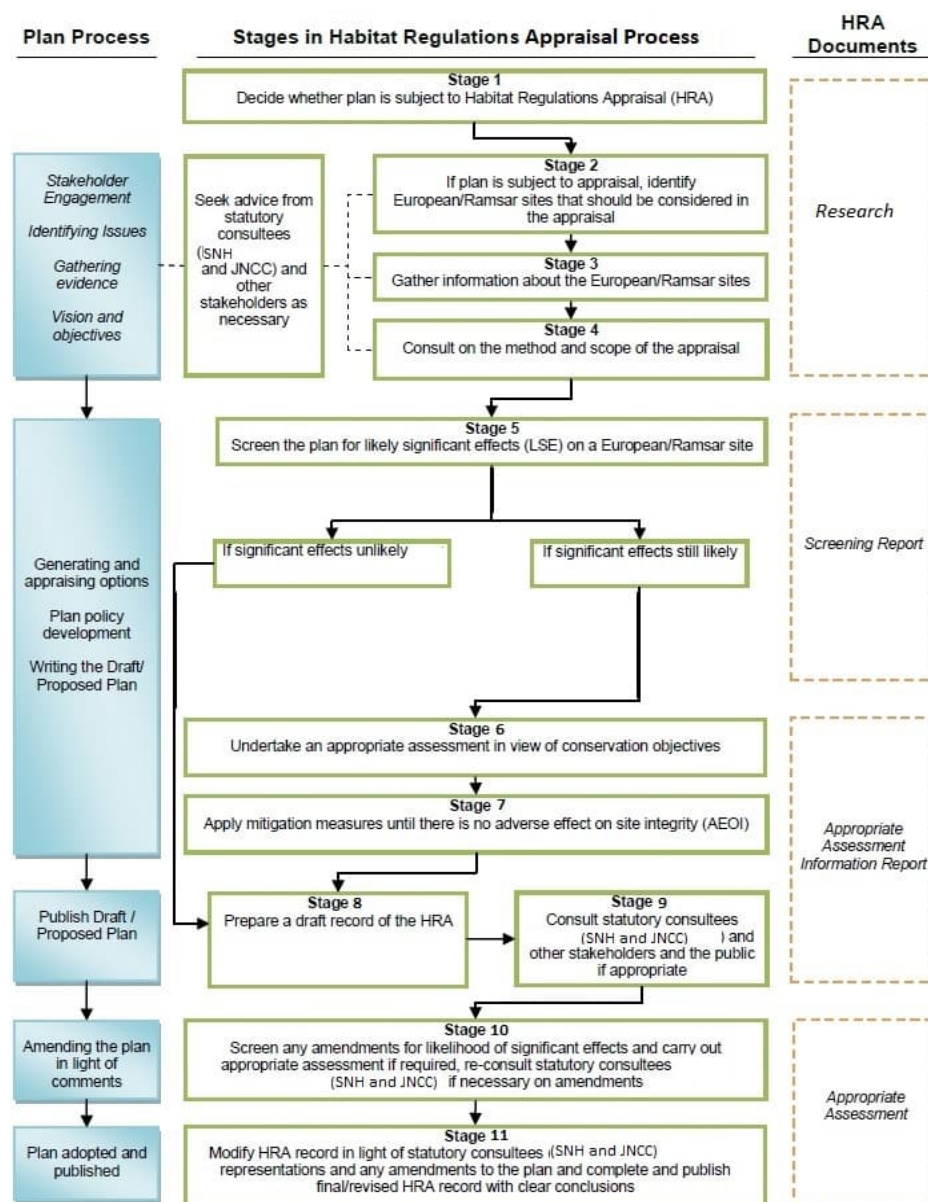 Plan Process
Stages in Habitat Regulations Appraisal Process
HRA
Documents
Stage 1
Decide whether plan is subject to Habitat Regulations Appraisal (HRA)
Stakeholder
Engagement
Identifying Issues
Gathering
evidence
Vision and
objectives
Seek advice from
statutory
consultees
(SNH
and JNCC) and
other
stakeholders as
necessary
Stage 2
If plan is subject to appraisal, identify
European/Ramsar sites that should be considered in
the appraisal
Stage 3
Gather information about the European/Ramsar sites
Stage 4
Consult on the method and scope of the appraisal
Research
Stage 5
Screen the plan for likely significant effects (LSE) on a European/Ramsar site
If significant effects unlikely
If significant effects still likely
Generating and
appraising options
Plan policy
development
Writing the Draft/
Proposed Plan
Screening Report
Stage 6
Undertake an appropriate assessment in view of conservation objectives
Stage 7
Apply mitigation measures until there is no adverse effect on site integrity (AEOI)
Appropriate
Assessment
Information Report
Publish Draft /
Proposed Plan
Stage 8
Prepare a draft record of the HRA
Stage 9
Consult statutory consultees
(SNH and JNCC) ) and
other stakeholders and the public
if appropriate
Amending the plan
in light of
comments
Stage 10
Screen any amendments for likelihood of significant effects and carry out
appropriate assessment if required, re-consult statutory consultees
(SNH and JNCC) if necessary on amendments
Appropriate
Assessment
Plan adopted and
published
Stage 11
Modify HRA record in light of statutory consultees (SNH and JNCC)
representations and any amendments to the plan and complete and publish
final/revised HRA record with clear conclusions